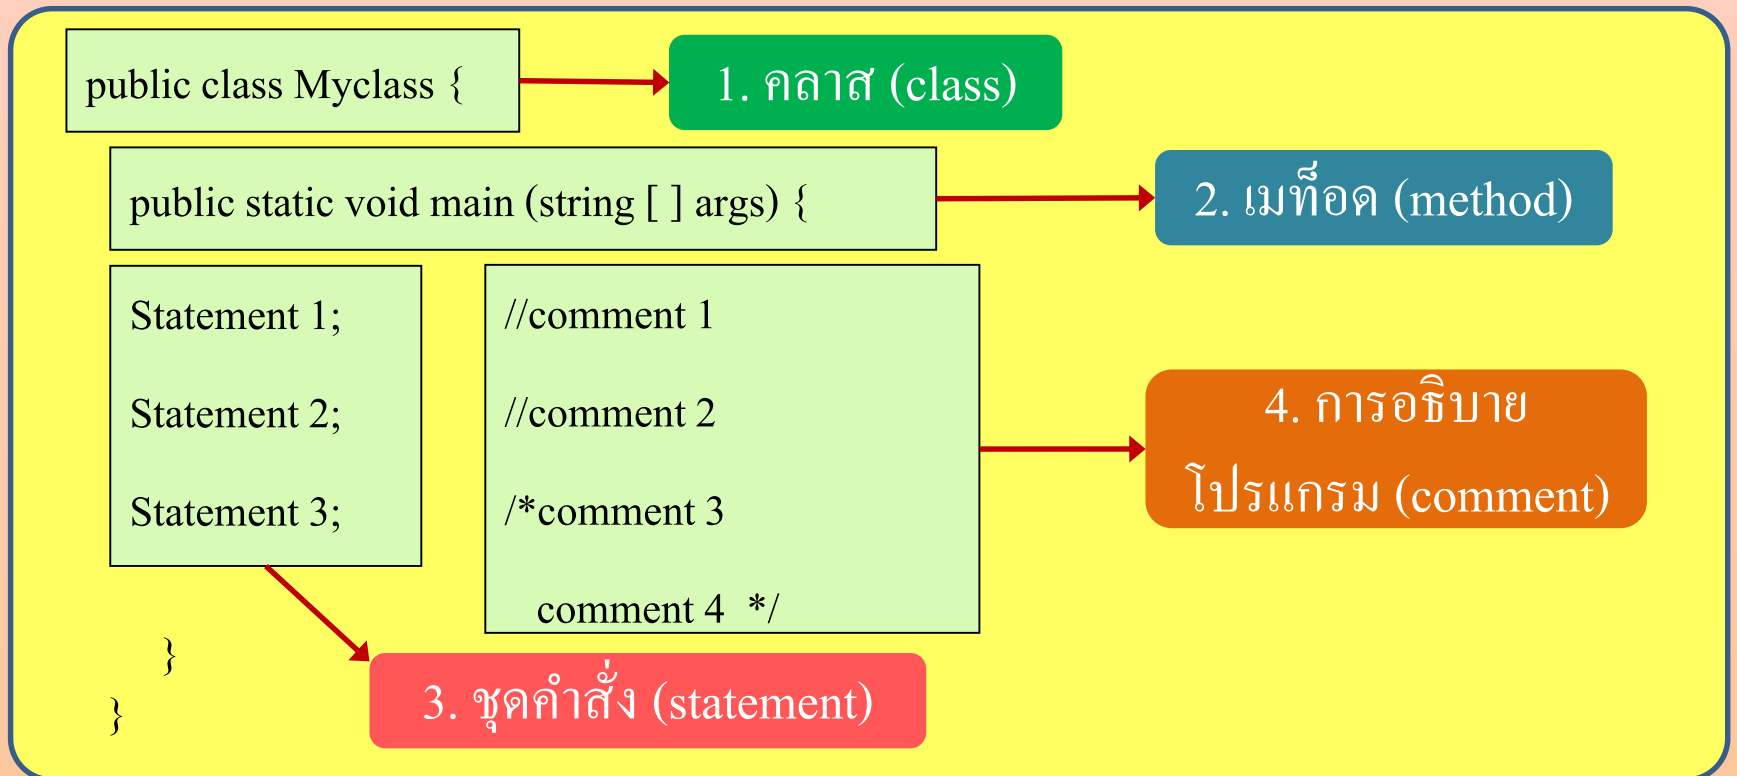 public class Myclass {
1. คลาส (class)
public static void main (string [ ] args) {
2. เมท็อด (method)
Statement 1;
//comment 1
Statement 2;
//comment 2
Statement 3;
/*comment 3
comment 4 */
4. การอธิบาย
โปรแกรม (comment)
}
3. ชุดคำสั่ง (statement)
}